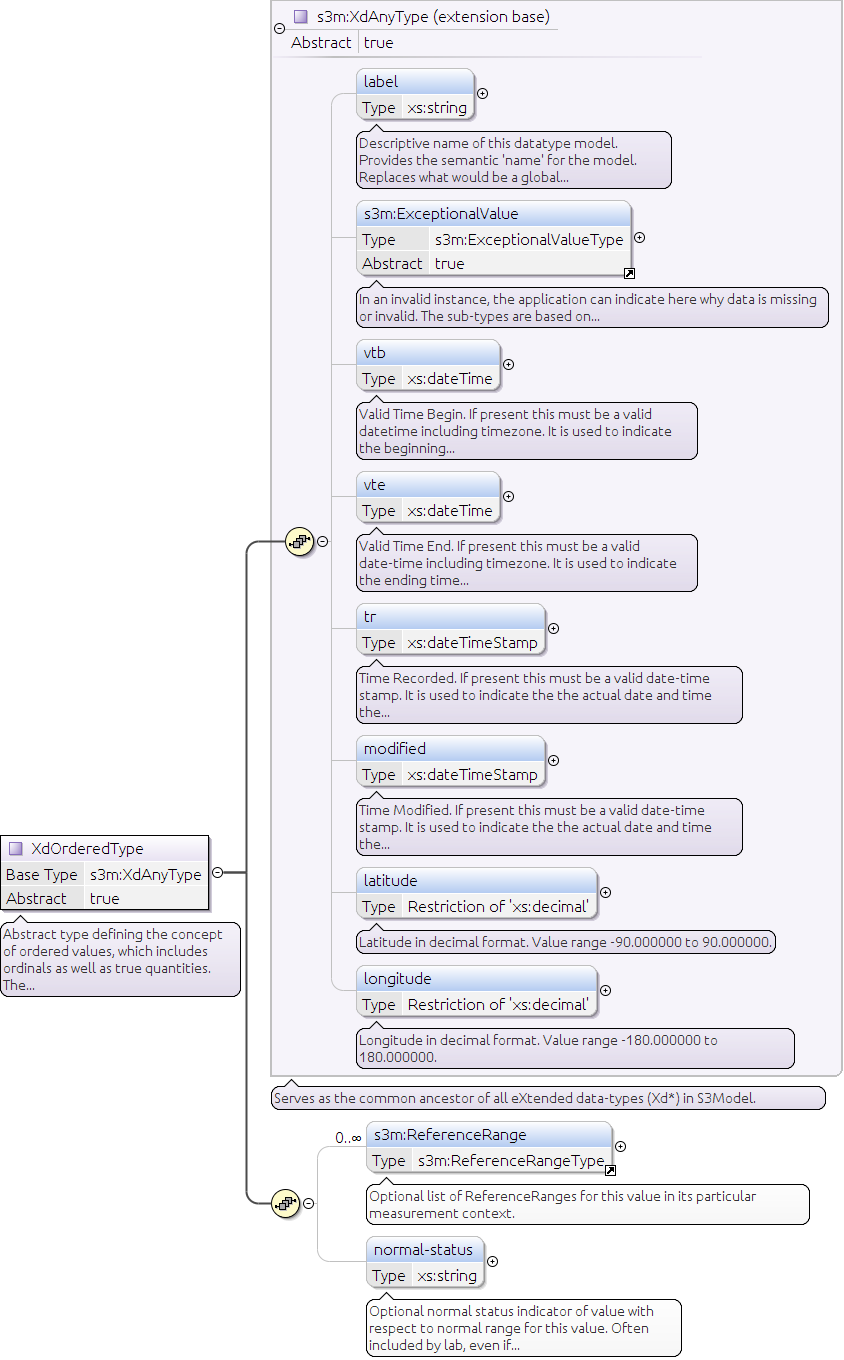 s3m:XdAnyType (extension base)
Abstract true
label
Type xs:string
Descriptive name of this datatype model.
Provides the semantic 'name' for the model.
Replaces what would be a global...
s3m:ExceptionalValue
Type s3m:ExceptionalValueType
Abstract true
In an invalid instance, the application can indicate here why data is missing
or invalid. The sub-types are based on...
vtb
Type xs:dateTime
Valid Time Begin. If present this must be a valid
datetime including timezone. It is used to indicate
the beginning...
vte
Type xs:dateTime
Valid Time End. If present this must be a valid
date-time including timezone. It is used to indicate
the ending time...
tr
Type xs:dateTimeStamp
Time Recorded. If present this must be a valid date-time
stamp. It is used to indicate the the actual date and time
the...
modified
Type xs:dateTimeStamp
Time Modified. If present this must be a valid date-time
stamp. It is used to indicate the the actual date and time
the...
XdOrderedType
Base Type s3m:XdAnyType
Abstract true
Abstract type defining the concept
of ordered values, which includes
ordinals as well as true quantities.
The...
latitude
Type Restriction of 'xs:decimal'
Latitude in decimal format. Value range -90.000000 to 90.000000.
longitude
Type Restriction of 'xs:decimal'
Longitude in decimal format. Value range -180.000000 to
180.000000.
Serves as the common ancestor of all eXtended data-types (Xd*) in S3Model.
0..∞
s3m:ReferenceRange
Type s3m:ReferenceRangeType
Optional list of ReferenceRanges for this value in its particular
measurement context.
normal-status
Type xs:string
Optional normal status indicator of value with
respect to normal range for this value. Often
included by lab, even if...